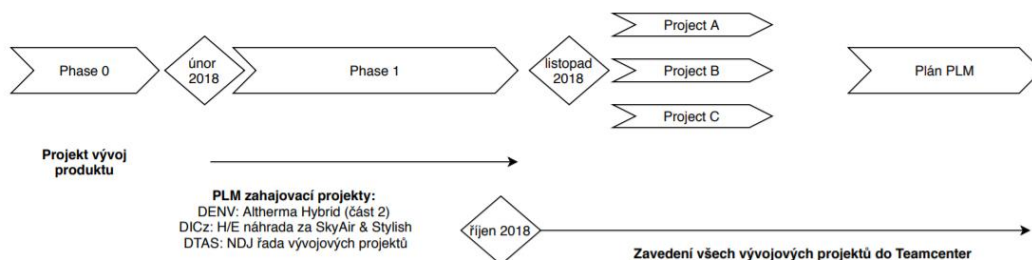 Project A
Phase 0
únor
2018
Phase 1
listopad
2018
Project B
Plán PLM
Project C
Projekt vývoj
produktu
PLM zahajovací projekty:
DENV: Altherma Hybrid (část 2)
DICz: H/E náhrada za SkyAir & Stylish
DTAS: NDJ řada vývojových projektů
říjen 2018
Zavedení všech vývojových projektů do Teamcenter